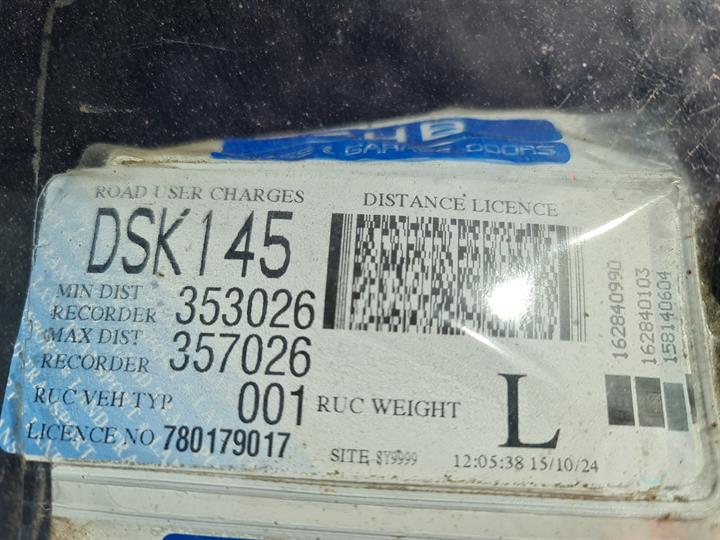 & GARAGE DOORS
ROAD USER CHARGES
DISTANCE LICENCE
DSK145
MIN DIST
RECORDER 353026
MAX DIST
RECORDER 357026
RUC VEH TYP 001
RUC WEIGHT L
LICENCE NO 780179017
SITE SY9999
12:05:38 15/10/24
162840990
162840103
158140604